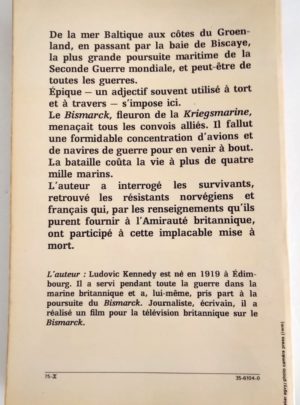 De la mer Baltique aux côtes du Groen-
land, en passant par la baie de Biscaye,
la plus grande poursuite maritime de la
Seconde Guerre mondiale, et peut-être de
toutes les guerres.
Épique — un adjectif souvent utilisé à tort
et à travers — s'impose ici.
Le Bismarck, fleuron de la Kriegsmarine,
menaçait tous les convois alliés. Il fallut
une formidable concentration d'avions et
de navires de guerre pour en venir à bout.
La bataille coûta la vie à plus de quatre
mille marins.
L'auteur a interrogé les survivants,
retrouvé les résistants norvégiens et
français qui, par les renseignements qu'ils
purent fournir à l'Amirauté britannique,
ont participé à cette implacable mise à
mort.
L'auteur : Ludovic Kennedy est né en 1919 à Édim-
bourg. Il a servi pendant toute la guerre dans la
marine britannique et a, lui-même, pris part à la
poursuite du Bismarck. Journaliste, écrivain, il a
réalisé un film pour la télévision britannique sur le
Bismarck.
75-X
35-6104-0
photo caméra press